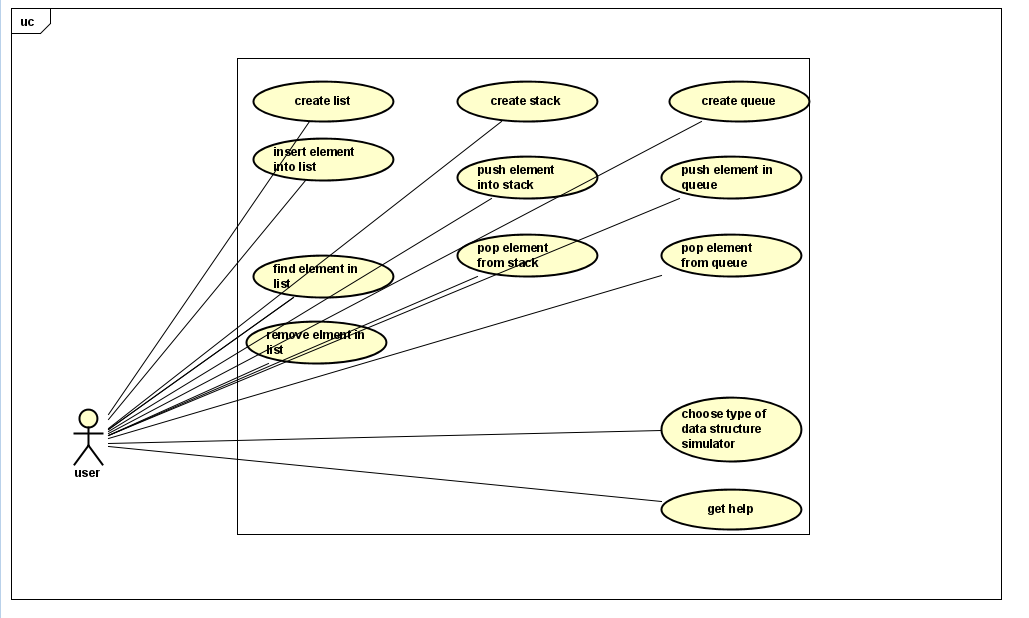 uc
create list
create stack
create queue
insert element
into list
push element
into stack
push element in
queue
find element in
list
pop element
from stack
pop element
from queue
remove elment in
list
choose type of
data structure
simulator
user
get help